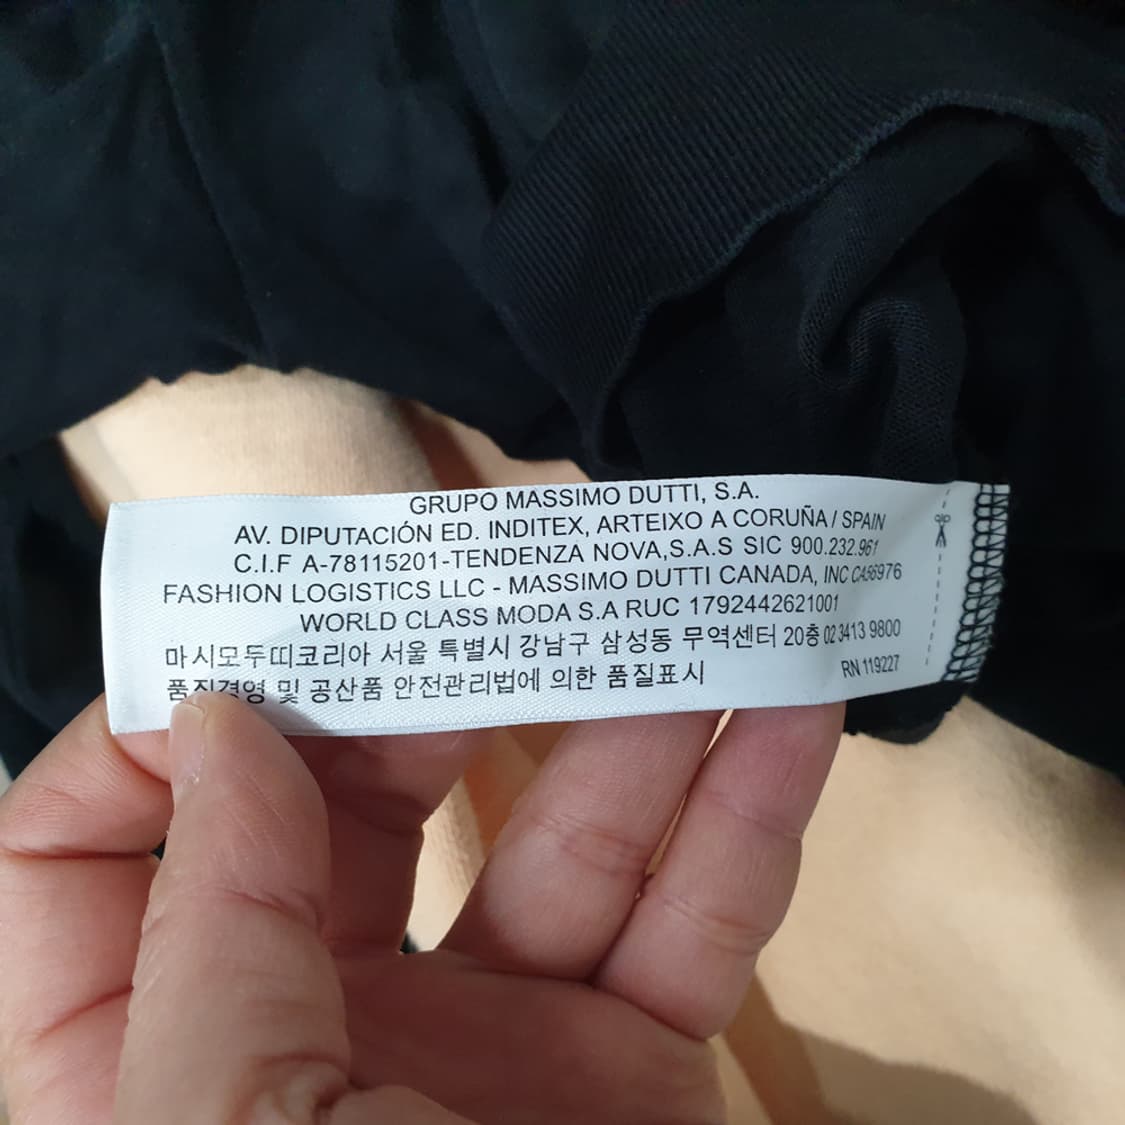 GRUPO MASSIMO DUTTI, S.A.
AV. DIPUTACIÓN ED. INDITEX, ARTEIXO A CORUÑA / SPAIN
C.I.F A-78115201-TENDENZA NOVA,S.A.S SIC 900.232.961
FASHION LOGISTICS LLC - MASSIMO DUTTI CANADA, INC CA56976
WORLD CLASS MODA S.A RUC 1792442621001
마시모두띠코리아 서울 특별시 강남구 삼성동 무역센터 20층 02 3413 9800
품질경영 및 공산품 안전관리법에 의한 품질표시
RN 119227